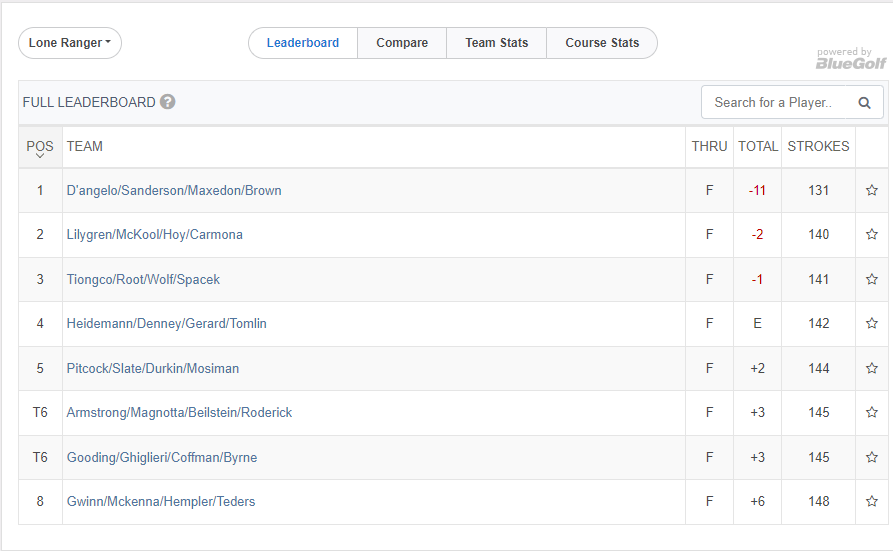 Lone Ranger
Leaderboard Compare Team Stats Course Stats
powered by
BlueGolf
FULL LEADERBOARD ?
Search for a Player..
POS TEAM THRU TOTAL STROKES
1 D'angelo/Sanderson/Maxedon/Brown F -11 131
2 Lilygren/McKool/Hoy/Carmona F -2 140
3 Tiongco/Root/Wolf/Spacek F -1 141
4 Heidemann/Denney/Gerard/Tomlin F E 142
5 Pitcock/Slate/Durkin/Mosiman F +2 144
T6 Armstrong/Magnotta/Beilstein/Roderick F +3 145
T6 Gooding/Ghiglieri/Coffman/Byrne F +3 145
8 Gwinn/Mckenna/Hempler/Teders F +6 148